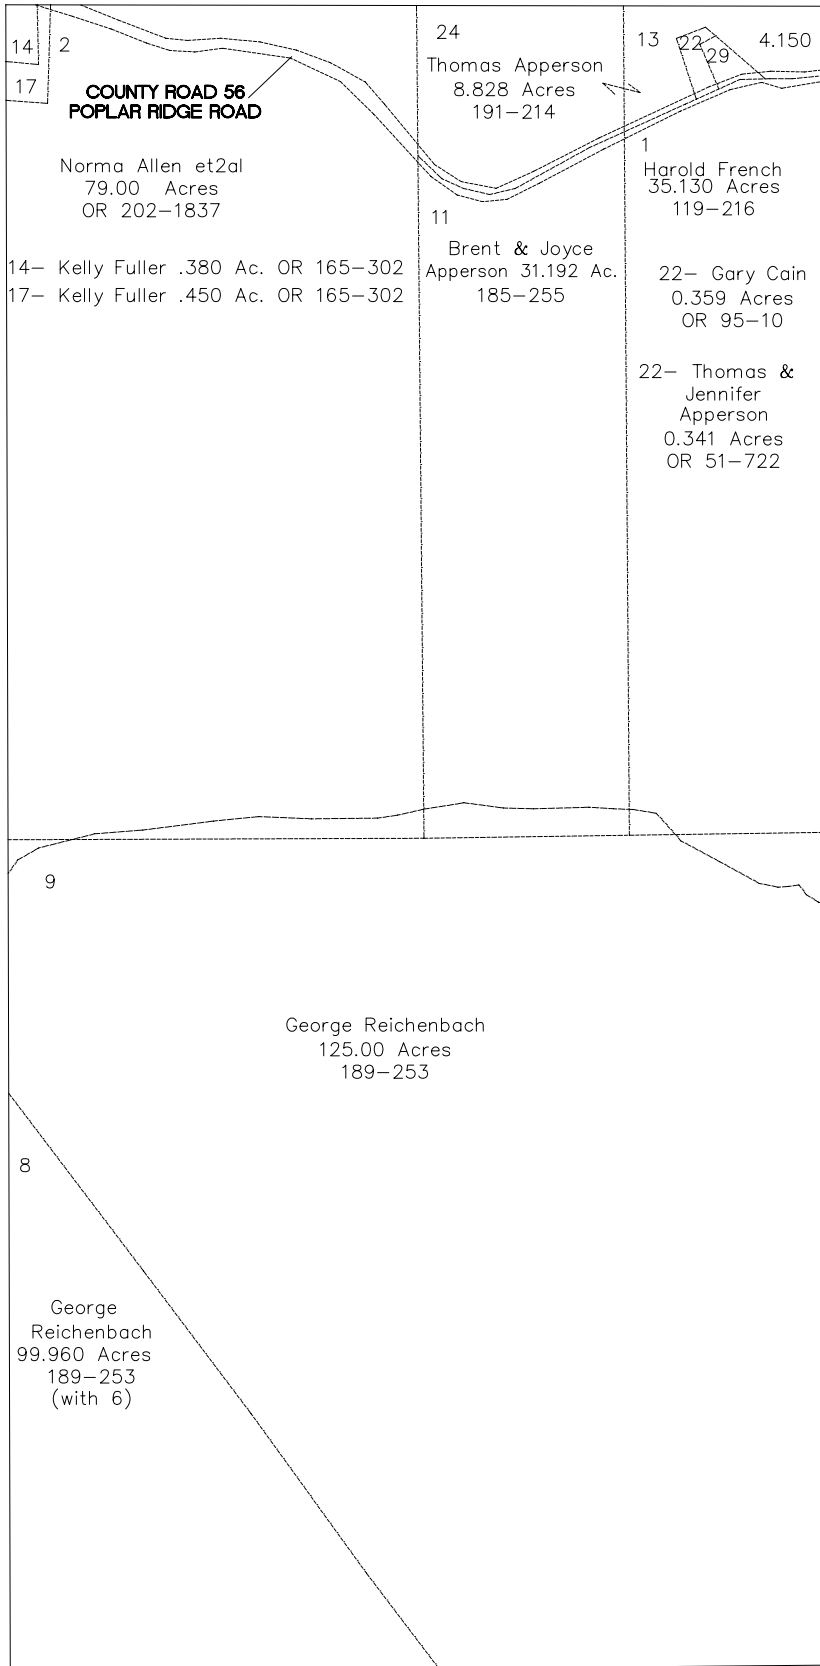 14
2
17
COUNTY ROAD 56
POPLAR RIDGE ROAD
Norma Allen et2al
79.00 Acres
OR 202-1837
14- Kelly Fuller .380 Ac. OR 165-302
17- Kelly Fuller .450 Ac. OR 165-302
24
Thomas Apperson
8.828 Acres
191-214
11
Brent & Joyce
Apperson 31.192 Ac.
185-255
13
22
29
4.150
1
Harold French
35.130 Acres
119-216
22- Gary Cain
0.359 Acres
OR 95-10
22- Thomas &
Jennifer
Apperson
0.341 Acres
OR 51-722
9
George Reichenbach
125.00 Acres
189-253
8
George
Reichenbach
99.960 Acres
189-253
(with 6)